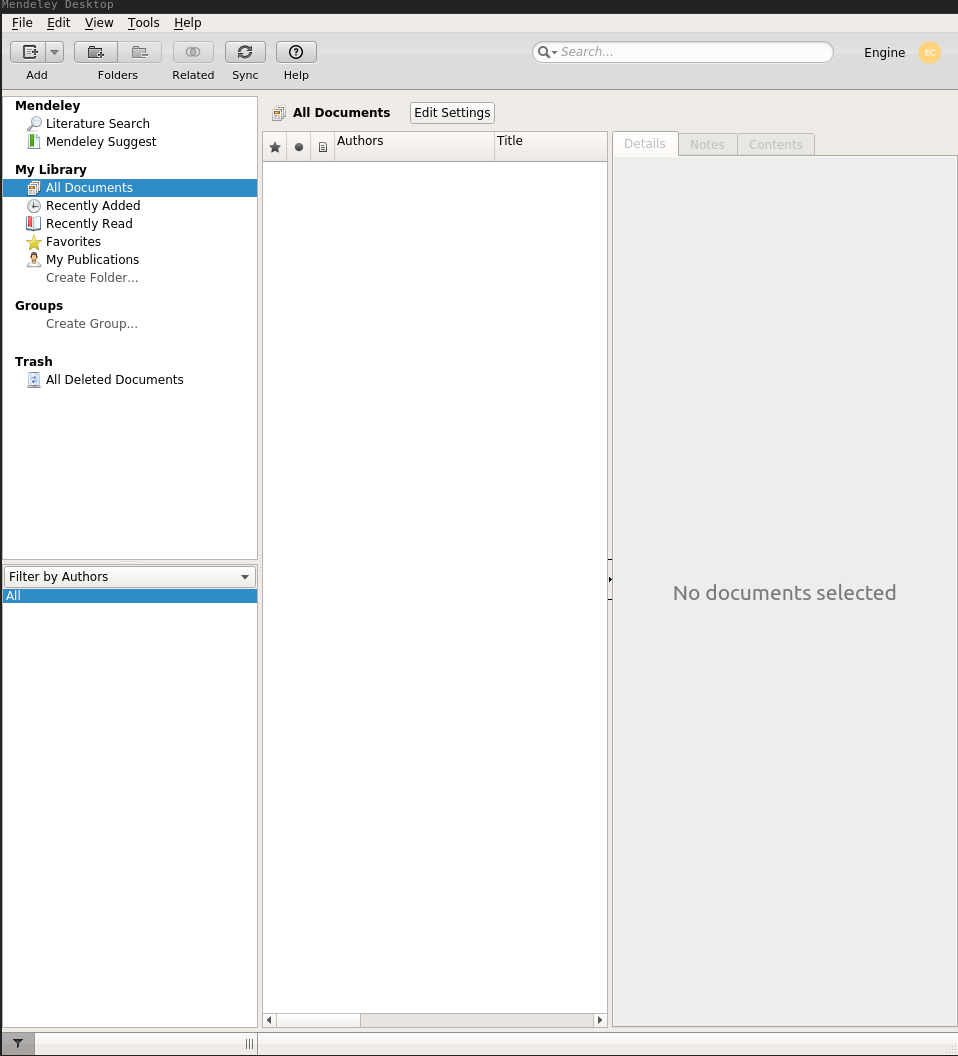 Mendeley Desktop
File Edit View Tools Help
Add Folders Related Sync Help
Search...
Engine EC
Mendeley
Literature Search
Mendeley Suggest
My Library
All Documents
Recently Added
Recently Read
Favorites
My Publications
Create Folder...
Groups
Create Group...
Trash
All Deleted Documents
Filter by Authors
All
All Documents Edit Settings
Authors Title
Details Notes Contents
No documents selected